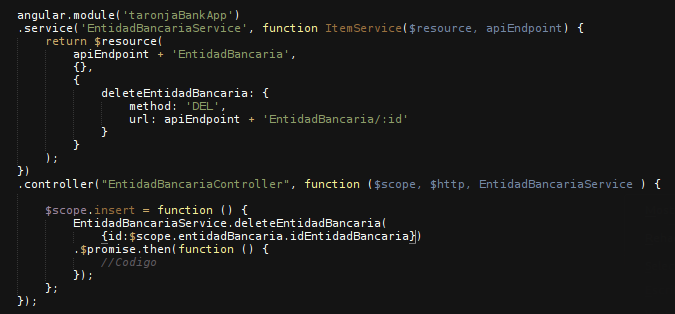 angular.module('taronjaBankApp')
.service('EntidadBancariaService', function ItemService($resource, apiEndpoint) {
    return $resource(
        apiEndpoint + 'EntidadBancaria',
        {},
        {
            deleteEntidadBancaria: {
                method: 'DEL',
                url: apiEndpoint + 'EntidadBancaria/:id'
            }
        }
    );
})
.controller("EntidadBancariaController", function ($scope, $http, EntidadBancariaService ) {
    $scope.insert = function () {
        EntidadBancariaService.deleteEntidadBancaria(
            {id:$scope.entidadBancaria.idEntidadBancaria})
        .$promise.then(function () {
            //Codigo
        });
    };
});